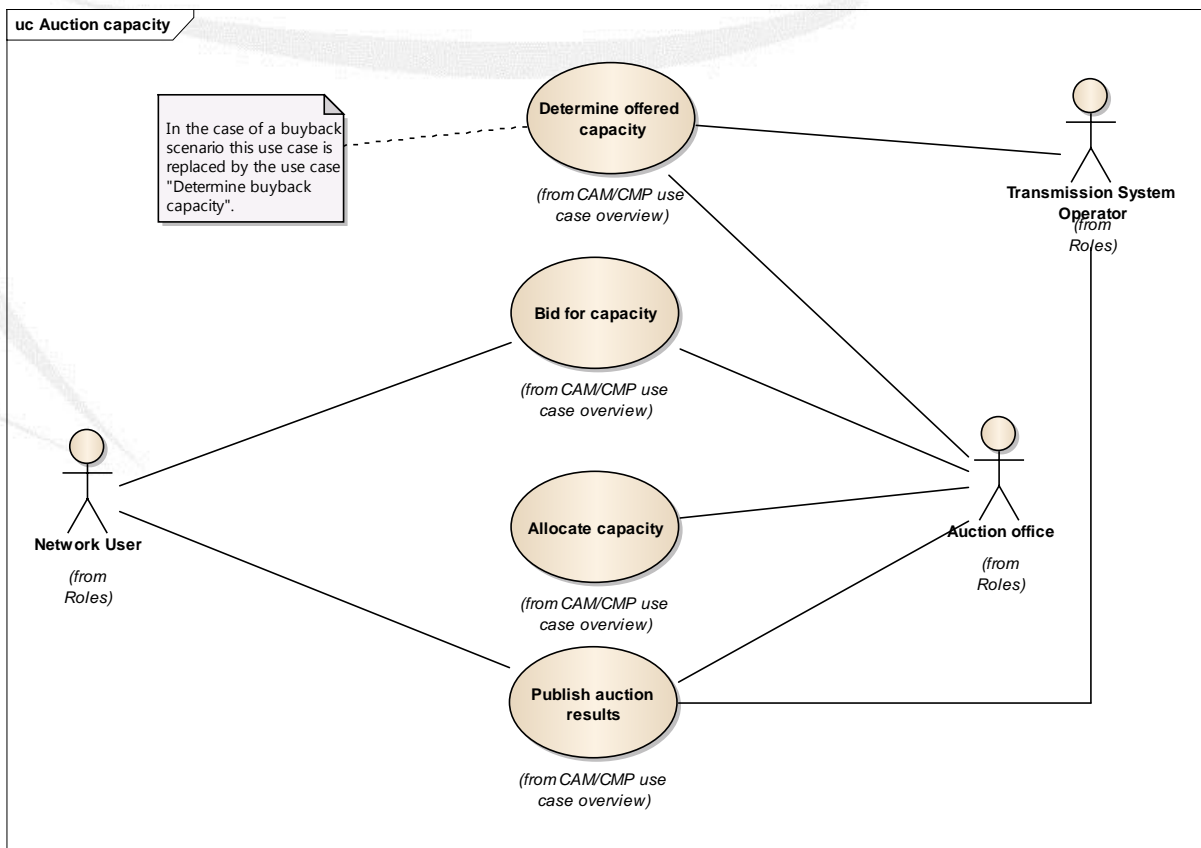 uc Auction capacity
In the case of a buyback
scenario this use case is
replaced by the use case
"Determine buyback
capacity".
Determine offered
capacity
(from CAM/CMP use
case overview)
Transmission System
Operator
(from
Roles)
Bid for capacity
(from CAM/CMP use
case overview)
Network User
(from
Roles)
Allocate capacity
(from CAM/CMP use
case overview)
Auction office
(from
Roles)
Publish auction
results
(from CAM/CMP use
case overview)